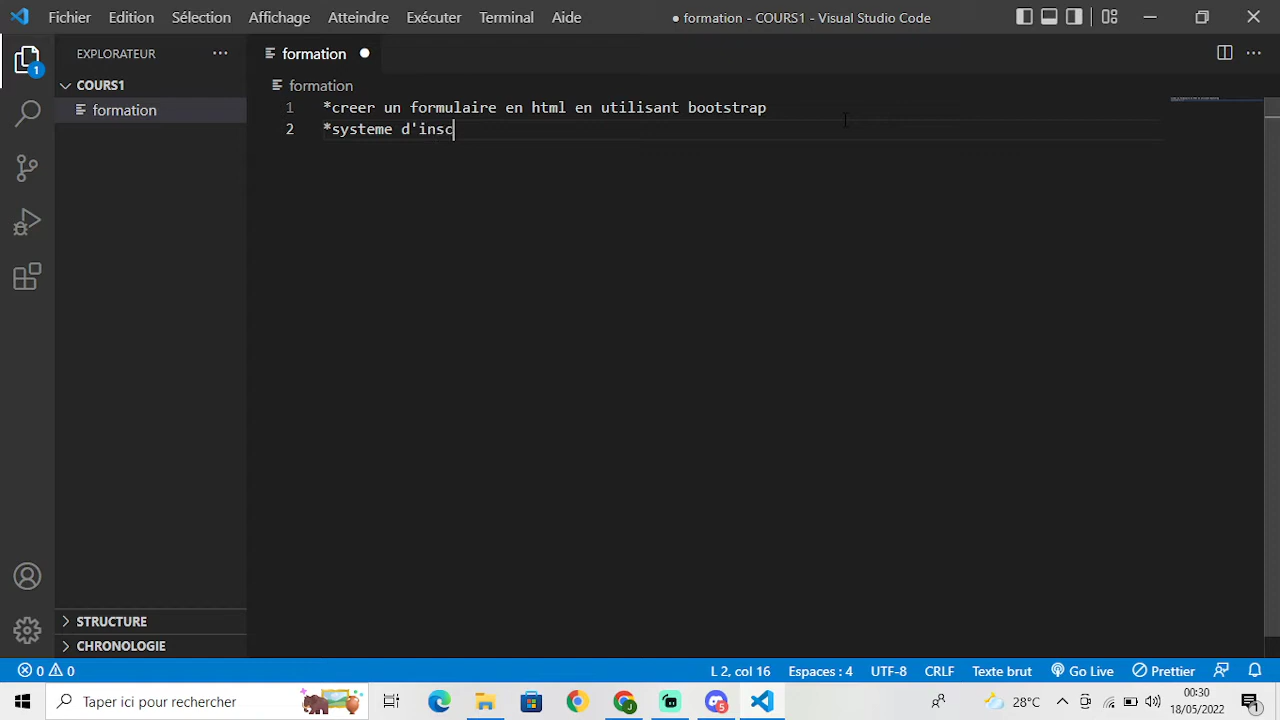 Fichier Edition Sélection Affichage Atteindre Exécuter Terminal Aide
● formation - COURS1 - Visual Studio Code
EXPLORATEUR
formation
1
COURS1
formation
formation
1 *creer un formulaire en html en utilisant bootstrap
2 *systeme d'insc
STRUCTURE
CHRONOLOGIE
0 0
L 2, col 16 Espaces : 4 UTF-8 CRLF Texte brut Go Live Prettier
Taper ici pour rechercher
J
5
28°C
00:30
18/05/2022
1